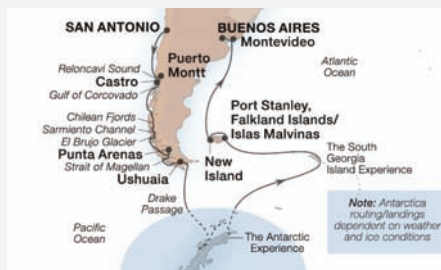 SAN ANTONIO
BUENOS AIRES
Montevideo
Atlantic
Ocean
Puerto
Montt
Reloncavi Sound
Castro
Gulf of Corcovado
Chilean Fjords
Sarmiento Channel
El Brujo Glacier
Punta Arenas
Strait of Magellan
Ushuaia
Port Stanley,
Falkland Islands/
Islas Malvinas
New
Island
The South
Georgia
Island Experience
Drake
Passage
Pacific
Ocean
The Antarctic
Experience
Note: Antarctica
routing/landings
dependent on weather
and ice conditions